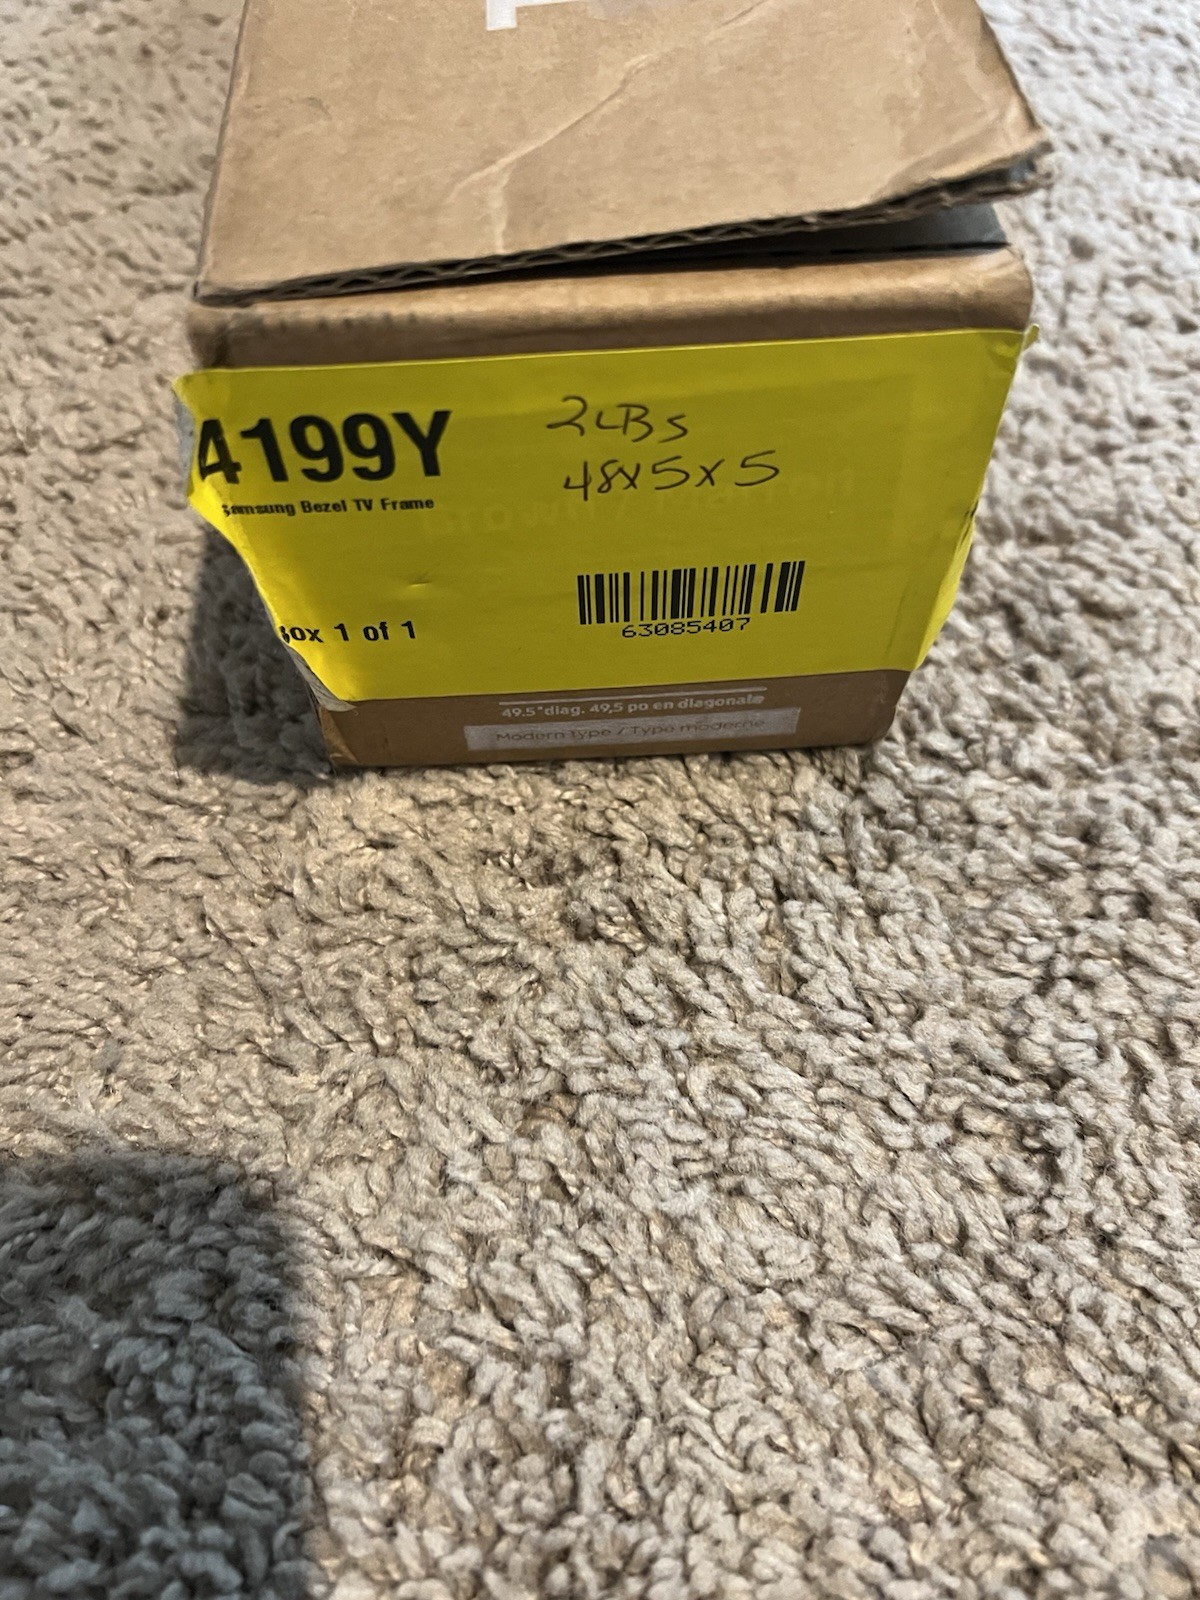 4199Y
2LBs
48x5x5
Samsung Bezel TV Frame
63085407
Box 1 of 1
49.5" diag. 49,5 po en diagonale
Modern Type / Type moderne